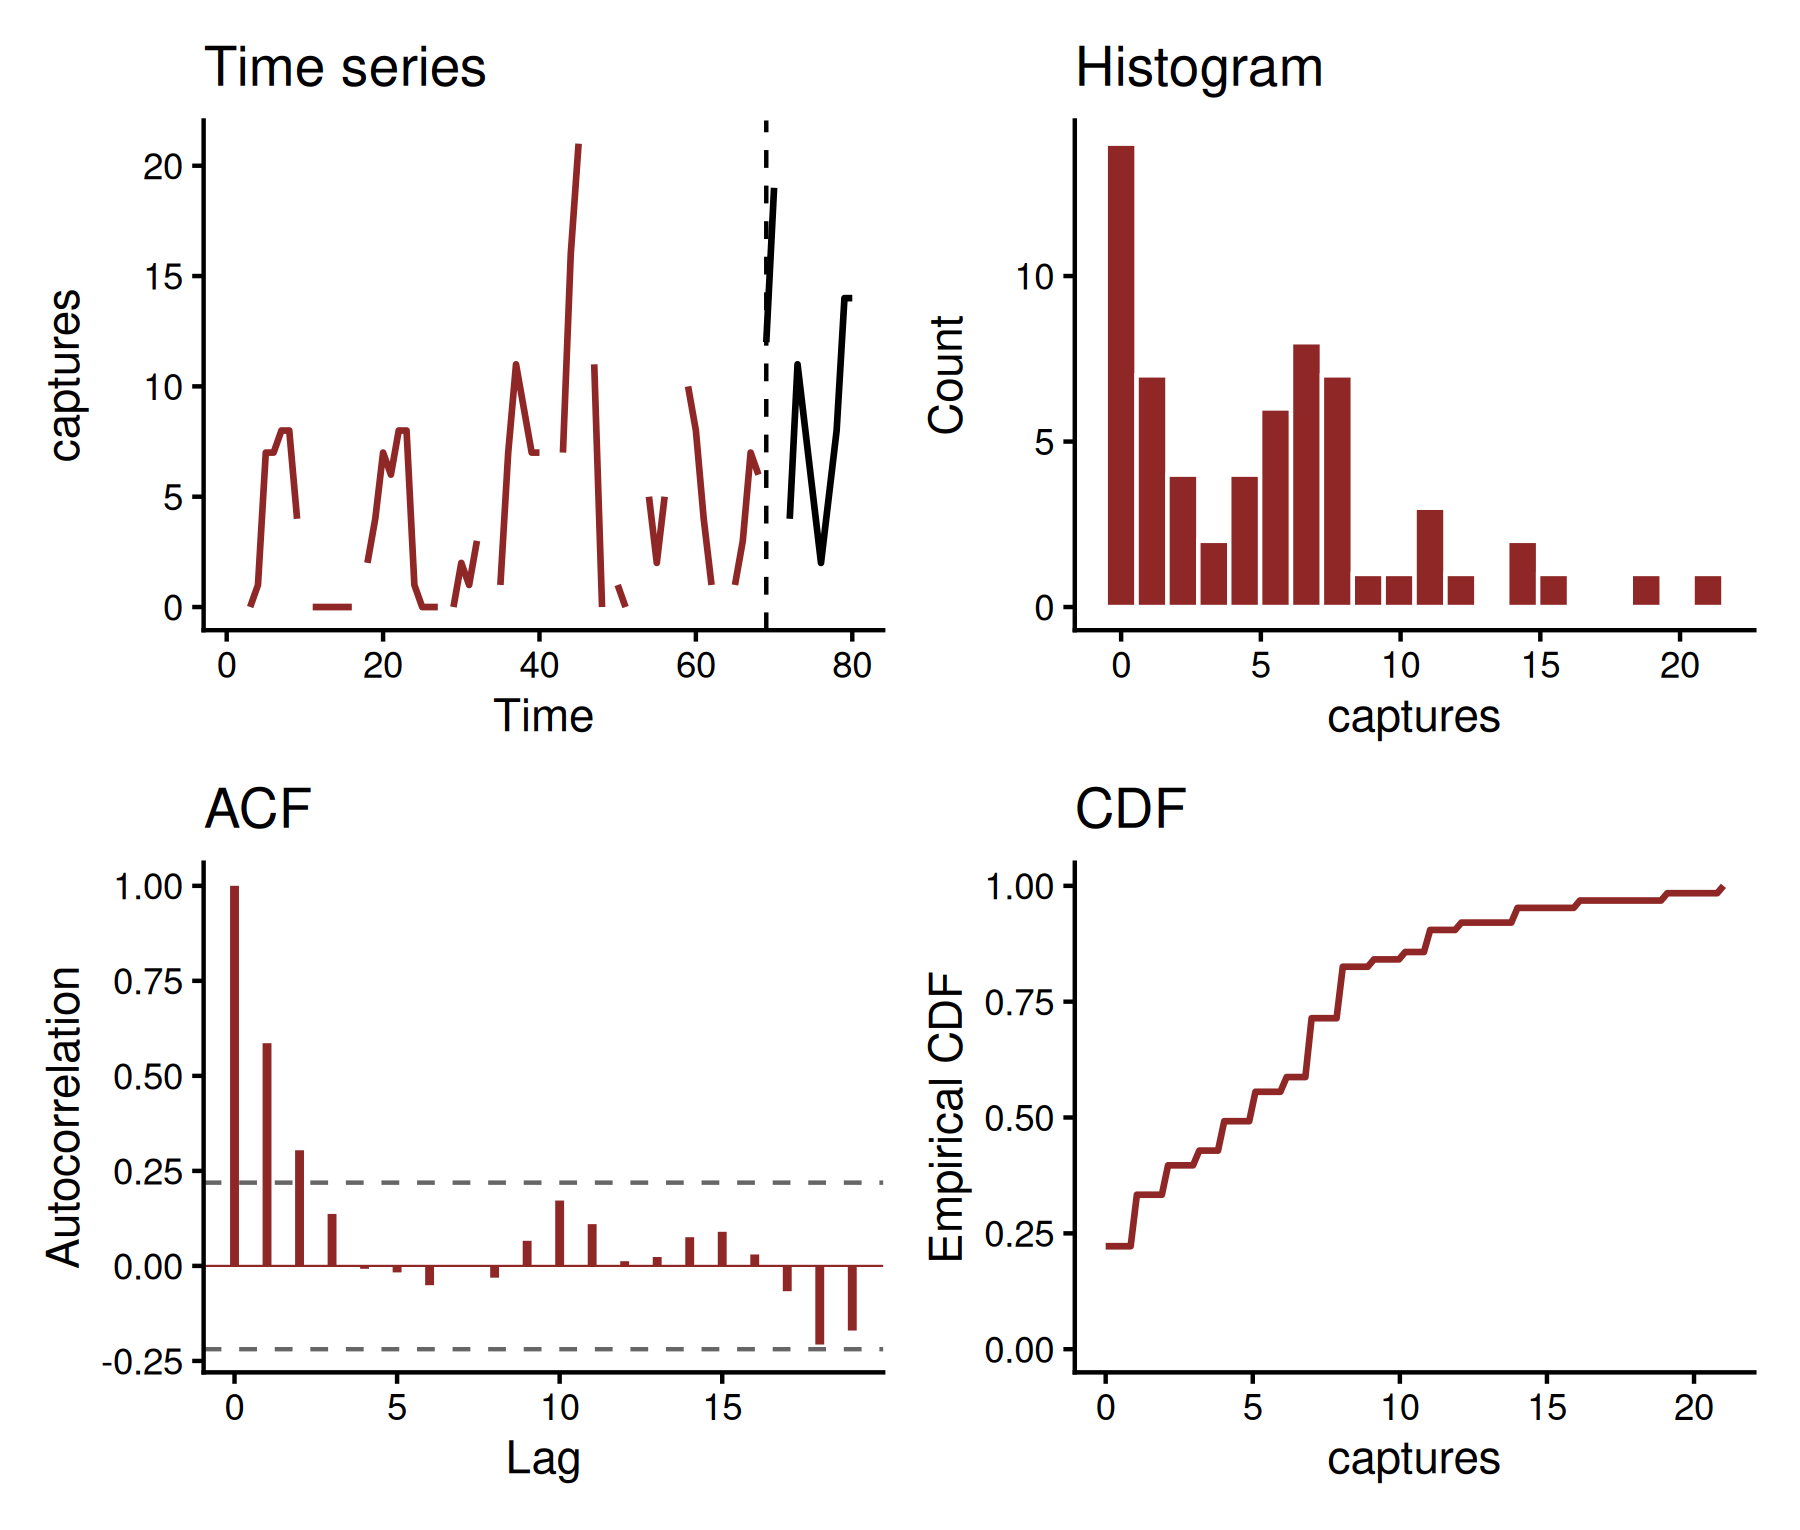 Time series
captures
20
15
10
5
0
0 20 40 60 80
Time
Histogram
Count
10
5
0
0 5 10 15 20
captures
ACF
Autocorrelation
1.00
0.75
0.50
0.25
0.00
-0.25
0 5 10 15
Lag
CDF
Empirical CDF
1.00
0.75
0.50
0.25
0.00
0 5 10 15 20
captures